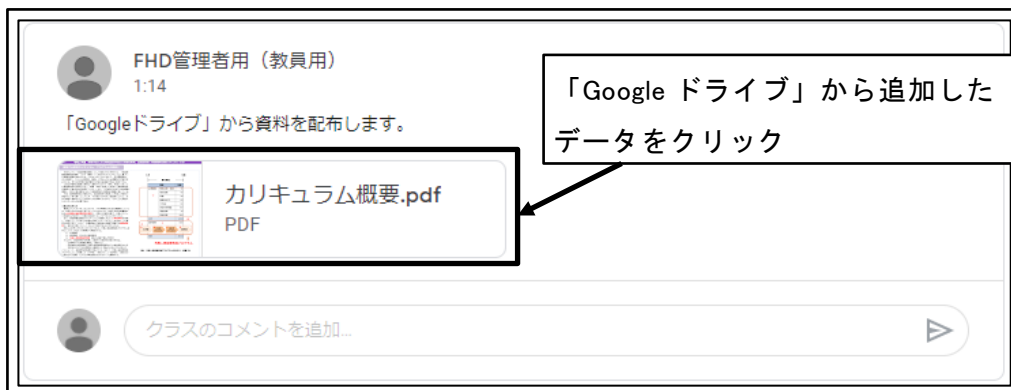 FHD管理者用（教員用）
1:14
「Googleドライブ」から資料を配布します。
「Google ドライブ」から追加した
データをクリック
カリキュラム概要.pdf
PDF
クラスのコメントを追加...